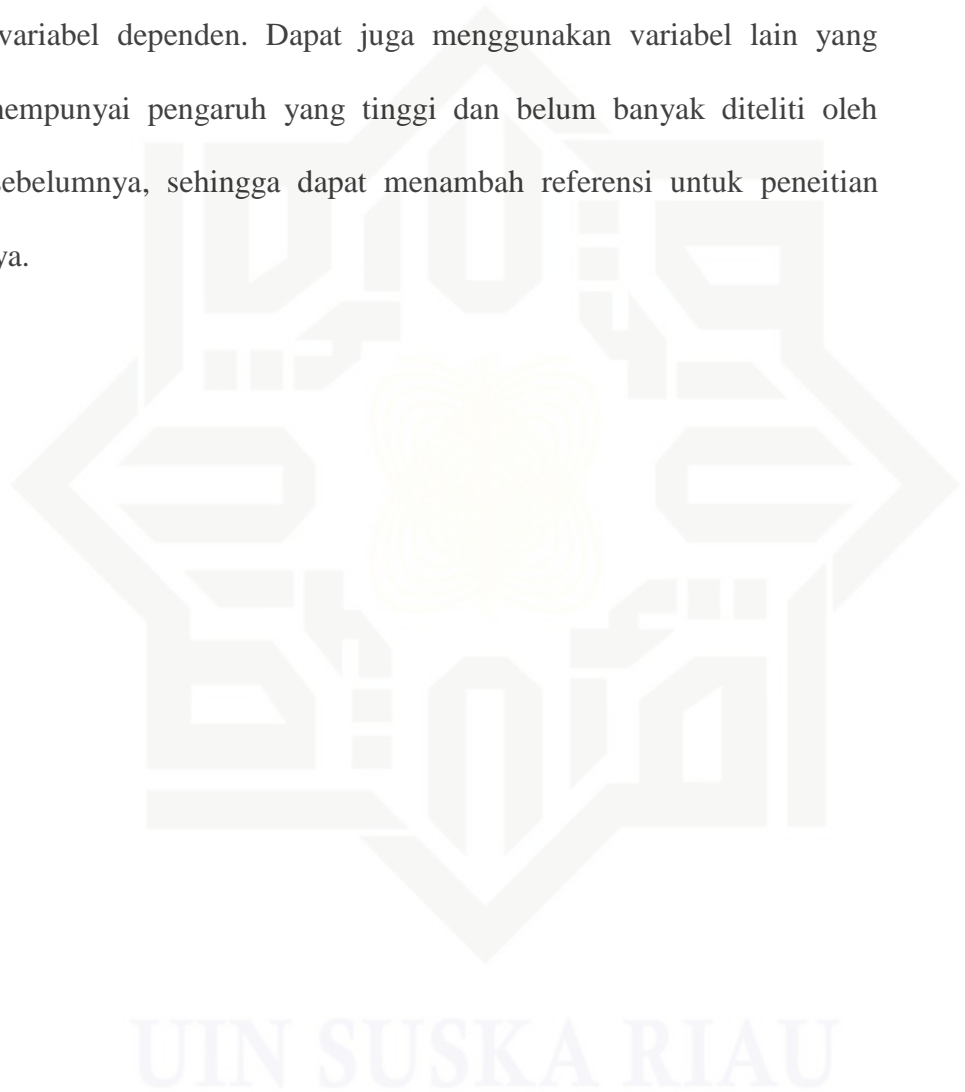 variabel dependen. Dapat juga menggunakan variabel lain yang
mempunyai pengaruh yang tinggi dan belum banyak diteliti oleh
sebelumnya, sehingga dapat menambah referensi untuk peneitian
ya.
UIN SUSKA RIAU